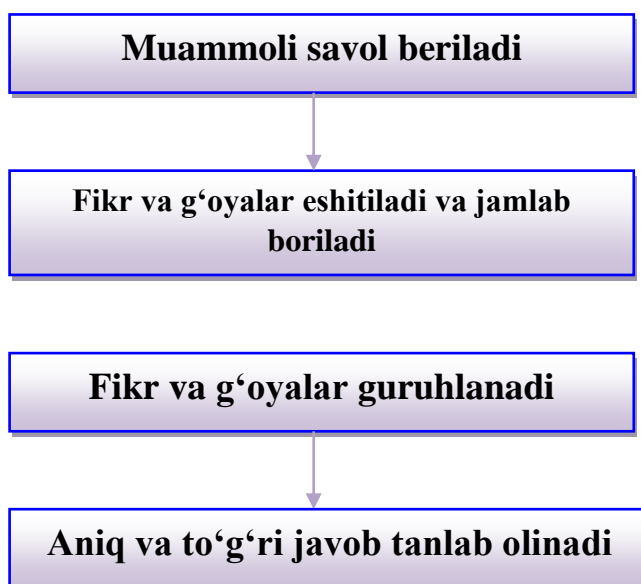 Muammoli savol beriladi
Fikr va g‘oyalar eshitiladi va jamlab
boriladi
Fikr va g‘oyalar guruhlanadi
Aniq va to‘g‘ri javob tanlab olinadi